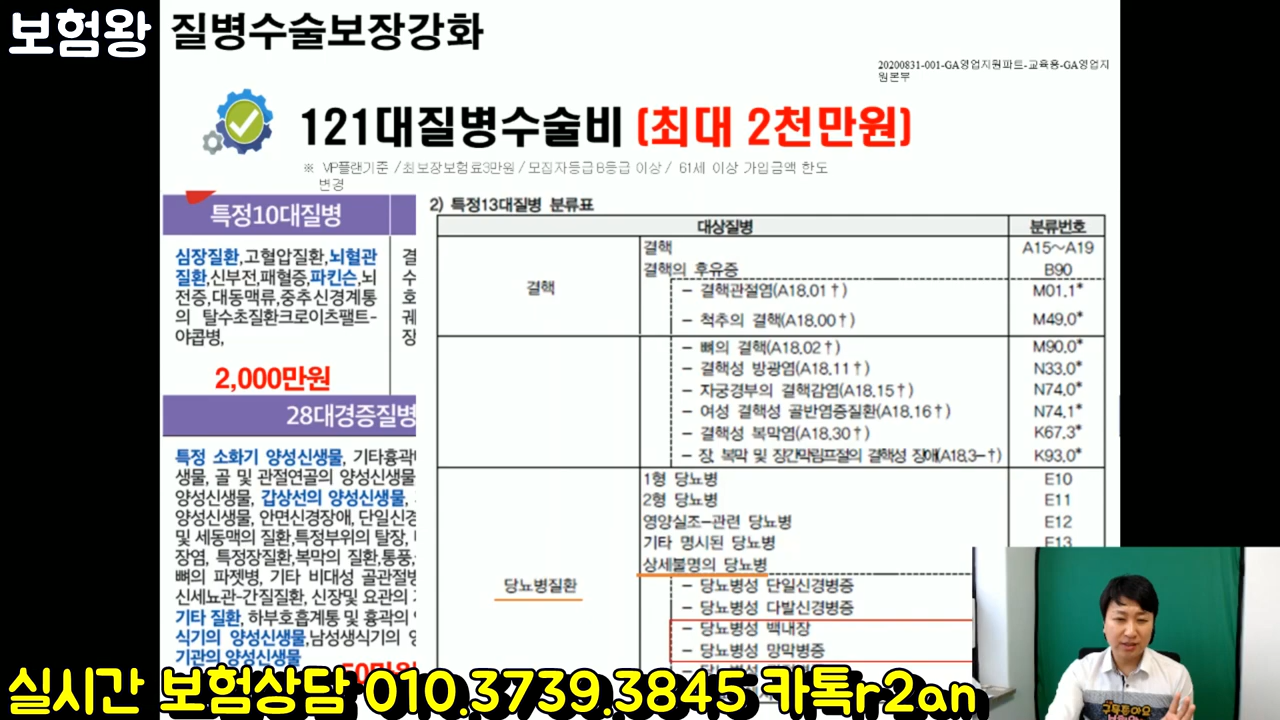 보험왕
질병수술보장강화
20200831-001-GA영업지원파트-교육용-GA영업지
원본부
121대질병수술비 (최대 2천만원)
※ VIP플랜기준 / 최보장보험료3만원 / 모집자등급B등급 이상 / 61세 이상 가입금액 한도
변경
특정10대질병
심장질환,고혈압질환,뇌혈관
질환,신부전,패혈증,파킨슨,뇌
전증,대동맥류,중추신경계통
의 탈수초질환크로이츠팰트-
야콥병,
2,000만원
결
수
호
궤
장
28대경증질병
특정 소화기 양성신생물, 기타흉곽
생물, 골 및 관절연골의 양성신생물
양성신생물, 갑상선의 양성신생물,
양성신생물, 안면신경장애, 단일신경
및 세동맥의 질환,특정부위의 탈장,
장염, 특정장질환,복막의 질환,통풍
뼈의 파젯병, 기타 비대성 골관절병
신세뇨관-간질질환, 신장및 요관의
기타 질환, 하부호흡계통 및 흉곽의
식기의 양성신생물,남성생식기의 양
기관의양성신생물
50만원
2) 특정13대질병 분류표
대상질병 분류번호
결핵
결핵 A15~A19
결핵의 후유증 B90
- 결핵관절염(A18.01†) M01.1*
- 척추의 결핵(A18.00†) M49.0*
- 뼈의 결핵(A18.02†) M90.0*
- 결핵성 방광염(A18.11†) N33.0*
- 자궁경부의 결핵감염(A18.15†) N74.0*
- 여성 결핵성 골반염증질환(A18.16†) N74.1*
- 결핵성 복막염(A18.30†) K67.3*
- 장, 복막 및 장간막림프절의 결핵성 장애(A18.3-†) K93.0*
당뇨병질환
1형 당뇨병 E10
2형 당뇨병 E11
영양실조-관련 당뇨병 E12
기타 명시된 당뇨병 E13
상세불명의 당뇨병
- 당뇨병성 단일신경병증
- 당뇨병성 다발신경병증
- 당뇨병성 백내장
- 당뇨병성 망막병증
실시간 보험상담 010.3739.3845 카톡r2an